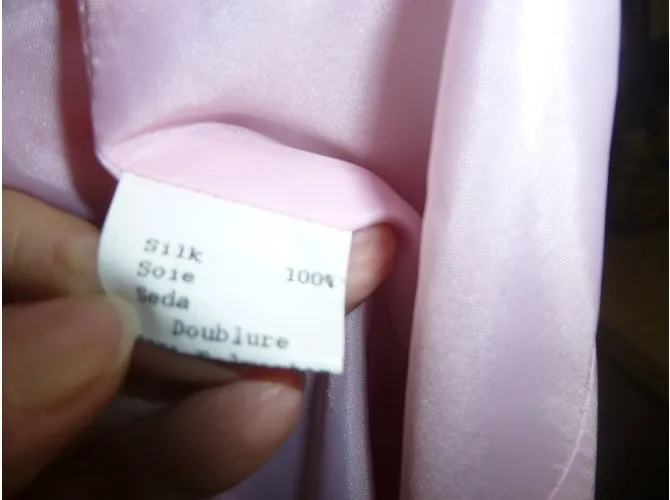 Silk
Soie 100%
Seda
Doublure